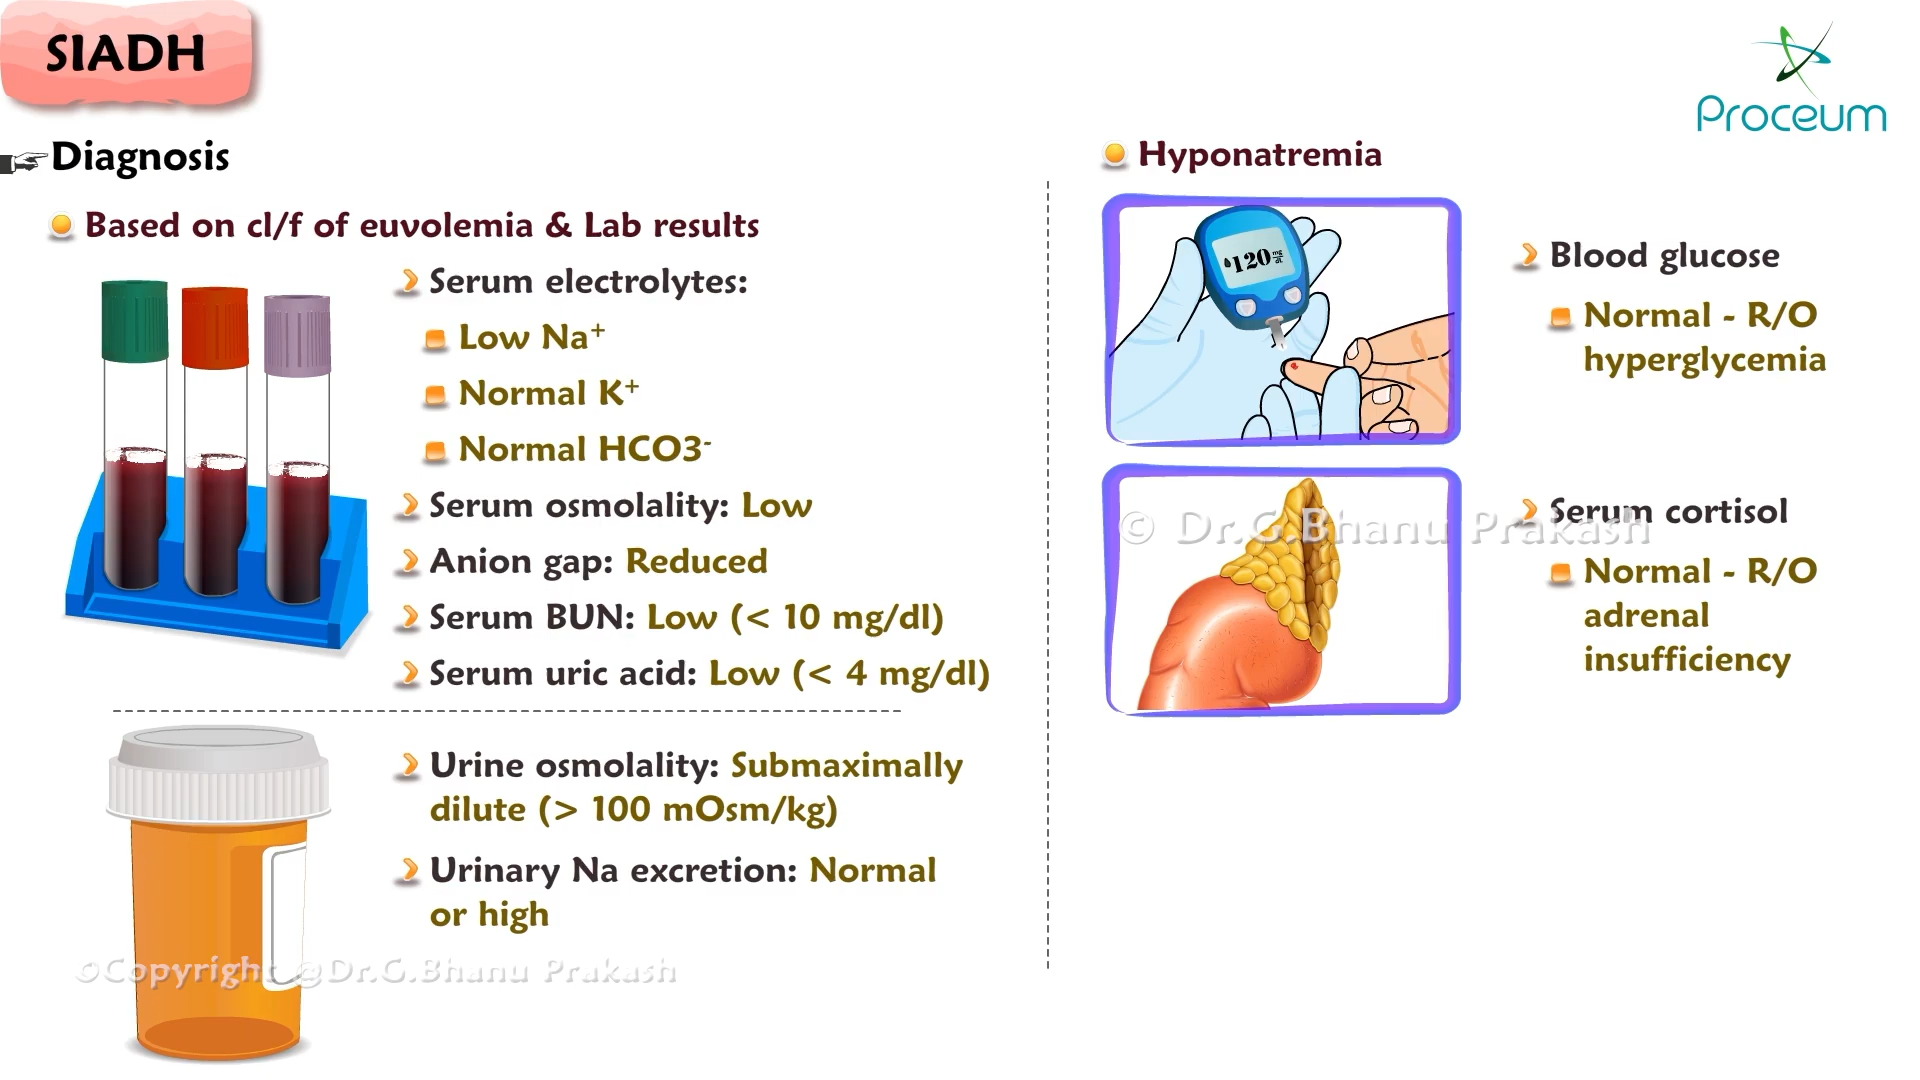 SIADH
Proceum
Diagnosis
Based on cl/f of euvolemia & Lab results
Serum electrolytes:
Low Na⁺
Normal K⁺
Normal HCO3⁻
Serum osmolality: Low
Anion gap: Reduced
Serum BUN: Low (< 10 mg/dl)
Serum uric acid: Low (< 4 mg/dl)
Urine osmolality: Submaximally
dilute (> 100 mOsm/kg)
Urinary Na excretion: Normal
or high
©Copyright @Dr.G.Bhanu Prakash
Hyponatremia
120 mg/dL
Blood glucose
Normal - R/O
hyperglycemia
© Dr.G.Bhanu Prakash
Serum cortisol
Normal - R/O
adrenal
insufficiency